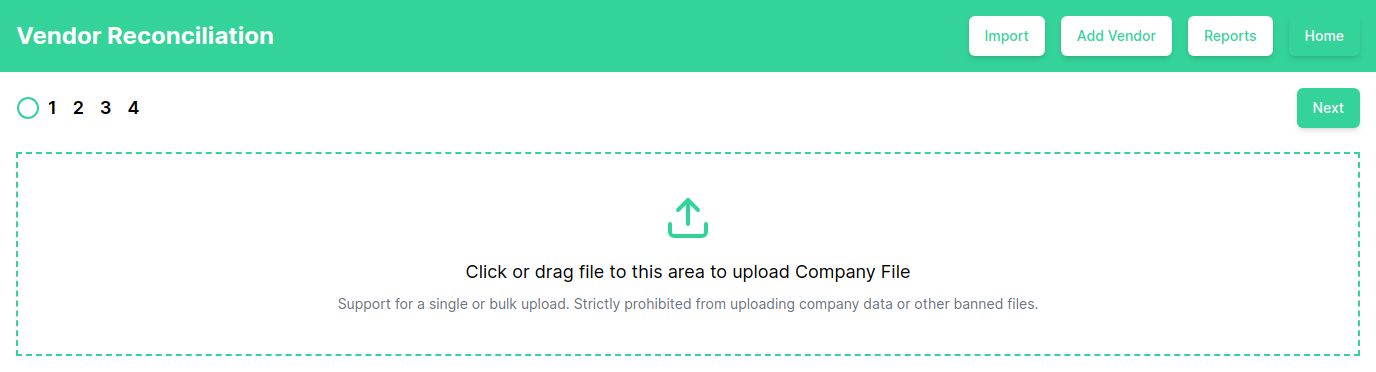 Vendor Reconciliation
Import
Add Vendor
Reports
Home
1 2 3 4
Next
Click or drag file to this area to upload Company File
Support for a single or bulk upload. Strictly prohibited from uploading company data or other banned files.